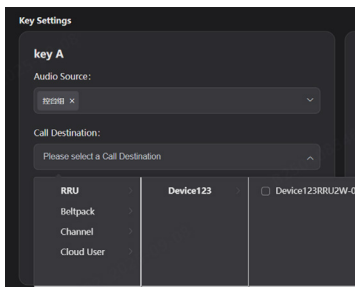 Key Settings
key A
Audio Source:
控台组 ×
Call Destination:
Please select a Call Destination
RRU
Device123
Device123RRU2W-0
Beltpack
Channel
Cloud User